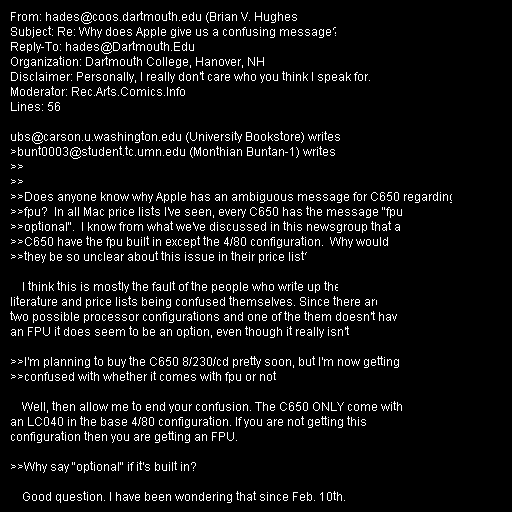 From: hades@coos.dartmouth.edu (Brian V. Hughes
Subject: Re: Why does Apple give us a confusing message?
Reply-To: hades@Dartmouth.Edu
Organization: Dartmouth College, Hanover, NH
Disclaimer: Personally, I really don't care who you think I speak for.
Moderator: Rec.Arts.Comics.Info
Lines: 56

ubs@carson.u.washington.edu (University Bookstore) writes
>bunt0003@student.tc.umn.edu (Monthian Buntan-1) writes
>>
>>
>>Does anyone know why Apple has an ambiguous message for C650 regarding
>>fpu?  In all Mac price lists I've seen, every C650 has the message "fpu
>>optional".  I know from what we've discussed in this newsgroup that a
>>C650 have the fpu built in except the 4/80 configuration.  Why would
>>they be so unclear about this issue in their price list

I think this is mostly the fault of the people who write up the
literature and price lists being confused themselves. Since there are
two possible processor configurations and one of the them doesn't hav
an FPU it does seem to be an option, even though it really isn't

>>I'm planning to buy the C650 8/230/cd pretty soon, but I'm now getting
>>confused with whether it comes with fpu or not

Well, then allow me to end your confusion. The C650 ONLY come with
an LC040 in the base 4/80 configuration. If you are not getting this
configuration then you are getting an FPU.

>>Why say "optional" if it's built in?

Good question. I have been wondering that since Feb. 10th.